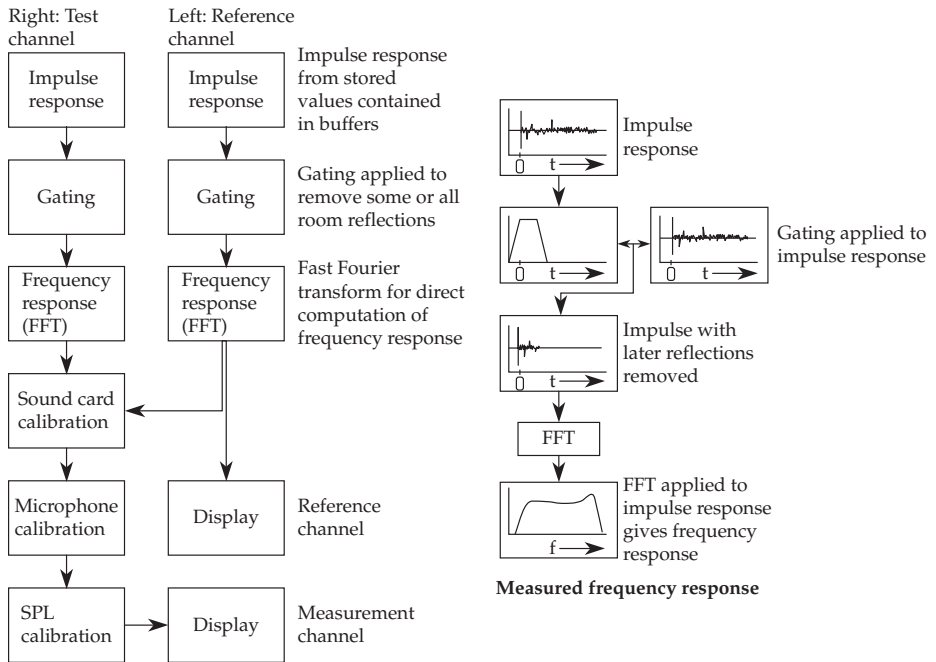 Right: Test
channel
Left: Reference
channel
Impulse
response
Impulse
response
Impulse response
from stored
values contained
in buffers
Gating
Gating
Gating applied to
remove some or all
room reflections
Frequency
response
(FFT)
Frequency
response
(FFT)
Fast Fourier
transform for direct
computation of
frequency response
Sound card
calibration
Microphone
calibration
Display
Reference
channel
SPL
calibration
Display
Measurement
channel
0 t
Impulse
response
0 t
0 t
Gating applied to
impulse response
0 t
Impulse with
later reflections
removed
FFT
f
FFT applied to
impulse response
gives frequency
response
Measured frequency response